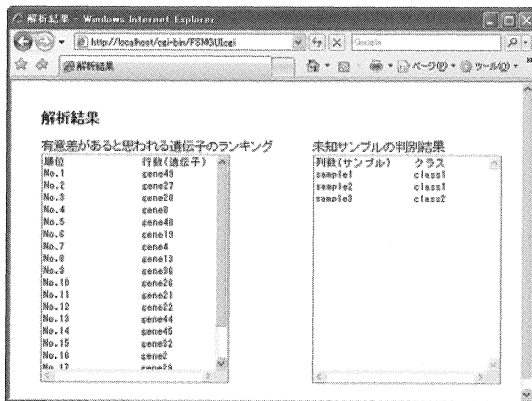 解析結果 - Windows Internet Explorer
http://localhost/cgi-bin/FSMGUI.cgi
Google
解析結果
ページ(P)
ツール(O)
解析結果
有意差があると思われる遺伝子のランキング
順位 行数(遺伝子)
No.1 gene49
No.2 gene27
No.3
No.4
No.5
No.6 gene19
No.7 gene4
No.8 gene13
No.9
No.10 gene26
No.11 gene21
No.12 gene22
No.13 gene44
No.14 gene45
No.15 gene32
No.16 gene2
No.17 gene29
未知サンプルの判別結果
列数(サンプル) クラス
sample1 class1
sample2 class1
sample3 class2